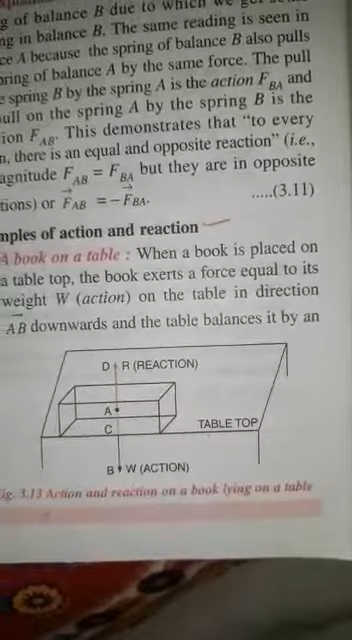 g of balance B due to which we
ng in balance B. The same reading is seen in
ce A because the spring of balance B also pulls
pring of balance A by the same force. The pull
e spring B by the spring A is the action F_BA and
pull on the spring A by the spring B is the
ion F_AB. This demonstrates that "to every
n, there is an equal and opposite reaction" (i.e.,
agnitude F_AB = F_BA but they are in opposite
tions) or F⃗_AB = –F⃗_BA. .....(3.11)
mples of action and reaction
A book on a table : When a book is placed on
a table top, the book exerts a force equal to its
weight W (action) on the table in direction
A⃗B downwards and the table balances it by an
D R (REACTION)
A
C
TABLE TOP
B W (ACTION)
ig. 3.13 Action and reaction on a book lying on a table